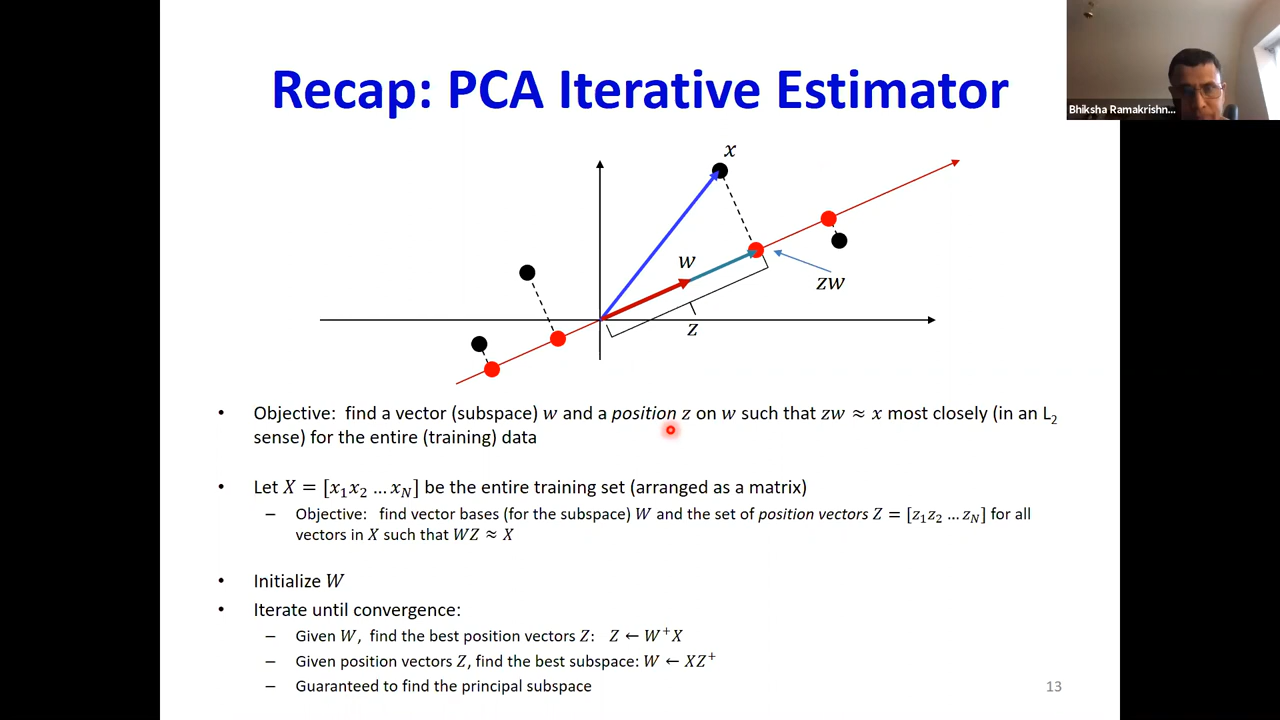 Recap: PCA Iterative Estimator
Bhiksha Ramakrishn...
x
w
zw
z
• Objective: find a vector (subspace) w and a position z on w such that zw ≈ x most closely (in an L₂
sense) for the entire (training) data
• Let X = [x₁x₂ … x_N] be the entire training set (arranged as a matrix)
– Objective: find vector bases (for the subspace) W and the set of position vectors Z = [z₁z₂ … z_N] for all
vectors in X such that WZ ≈ X
• Initialize W
• Iterate until convergence:
– Given W, find the best position vectors Z: Z ← W⁺X
– Given position vectors Z, find the best subspace: W ← XZ⁺
– Guaranteed to find the principal subspace
13